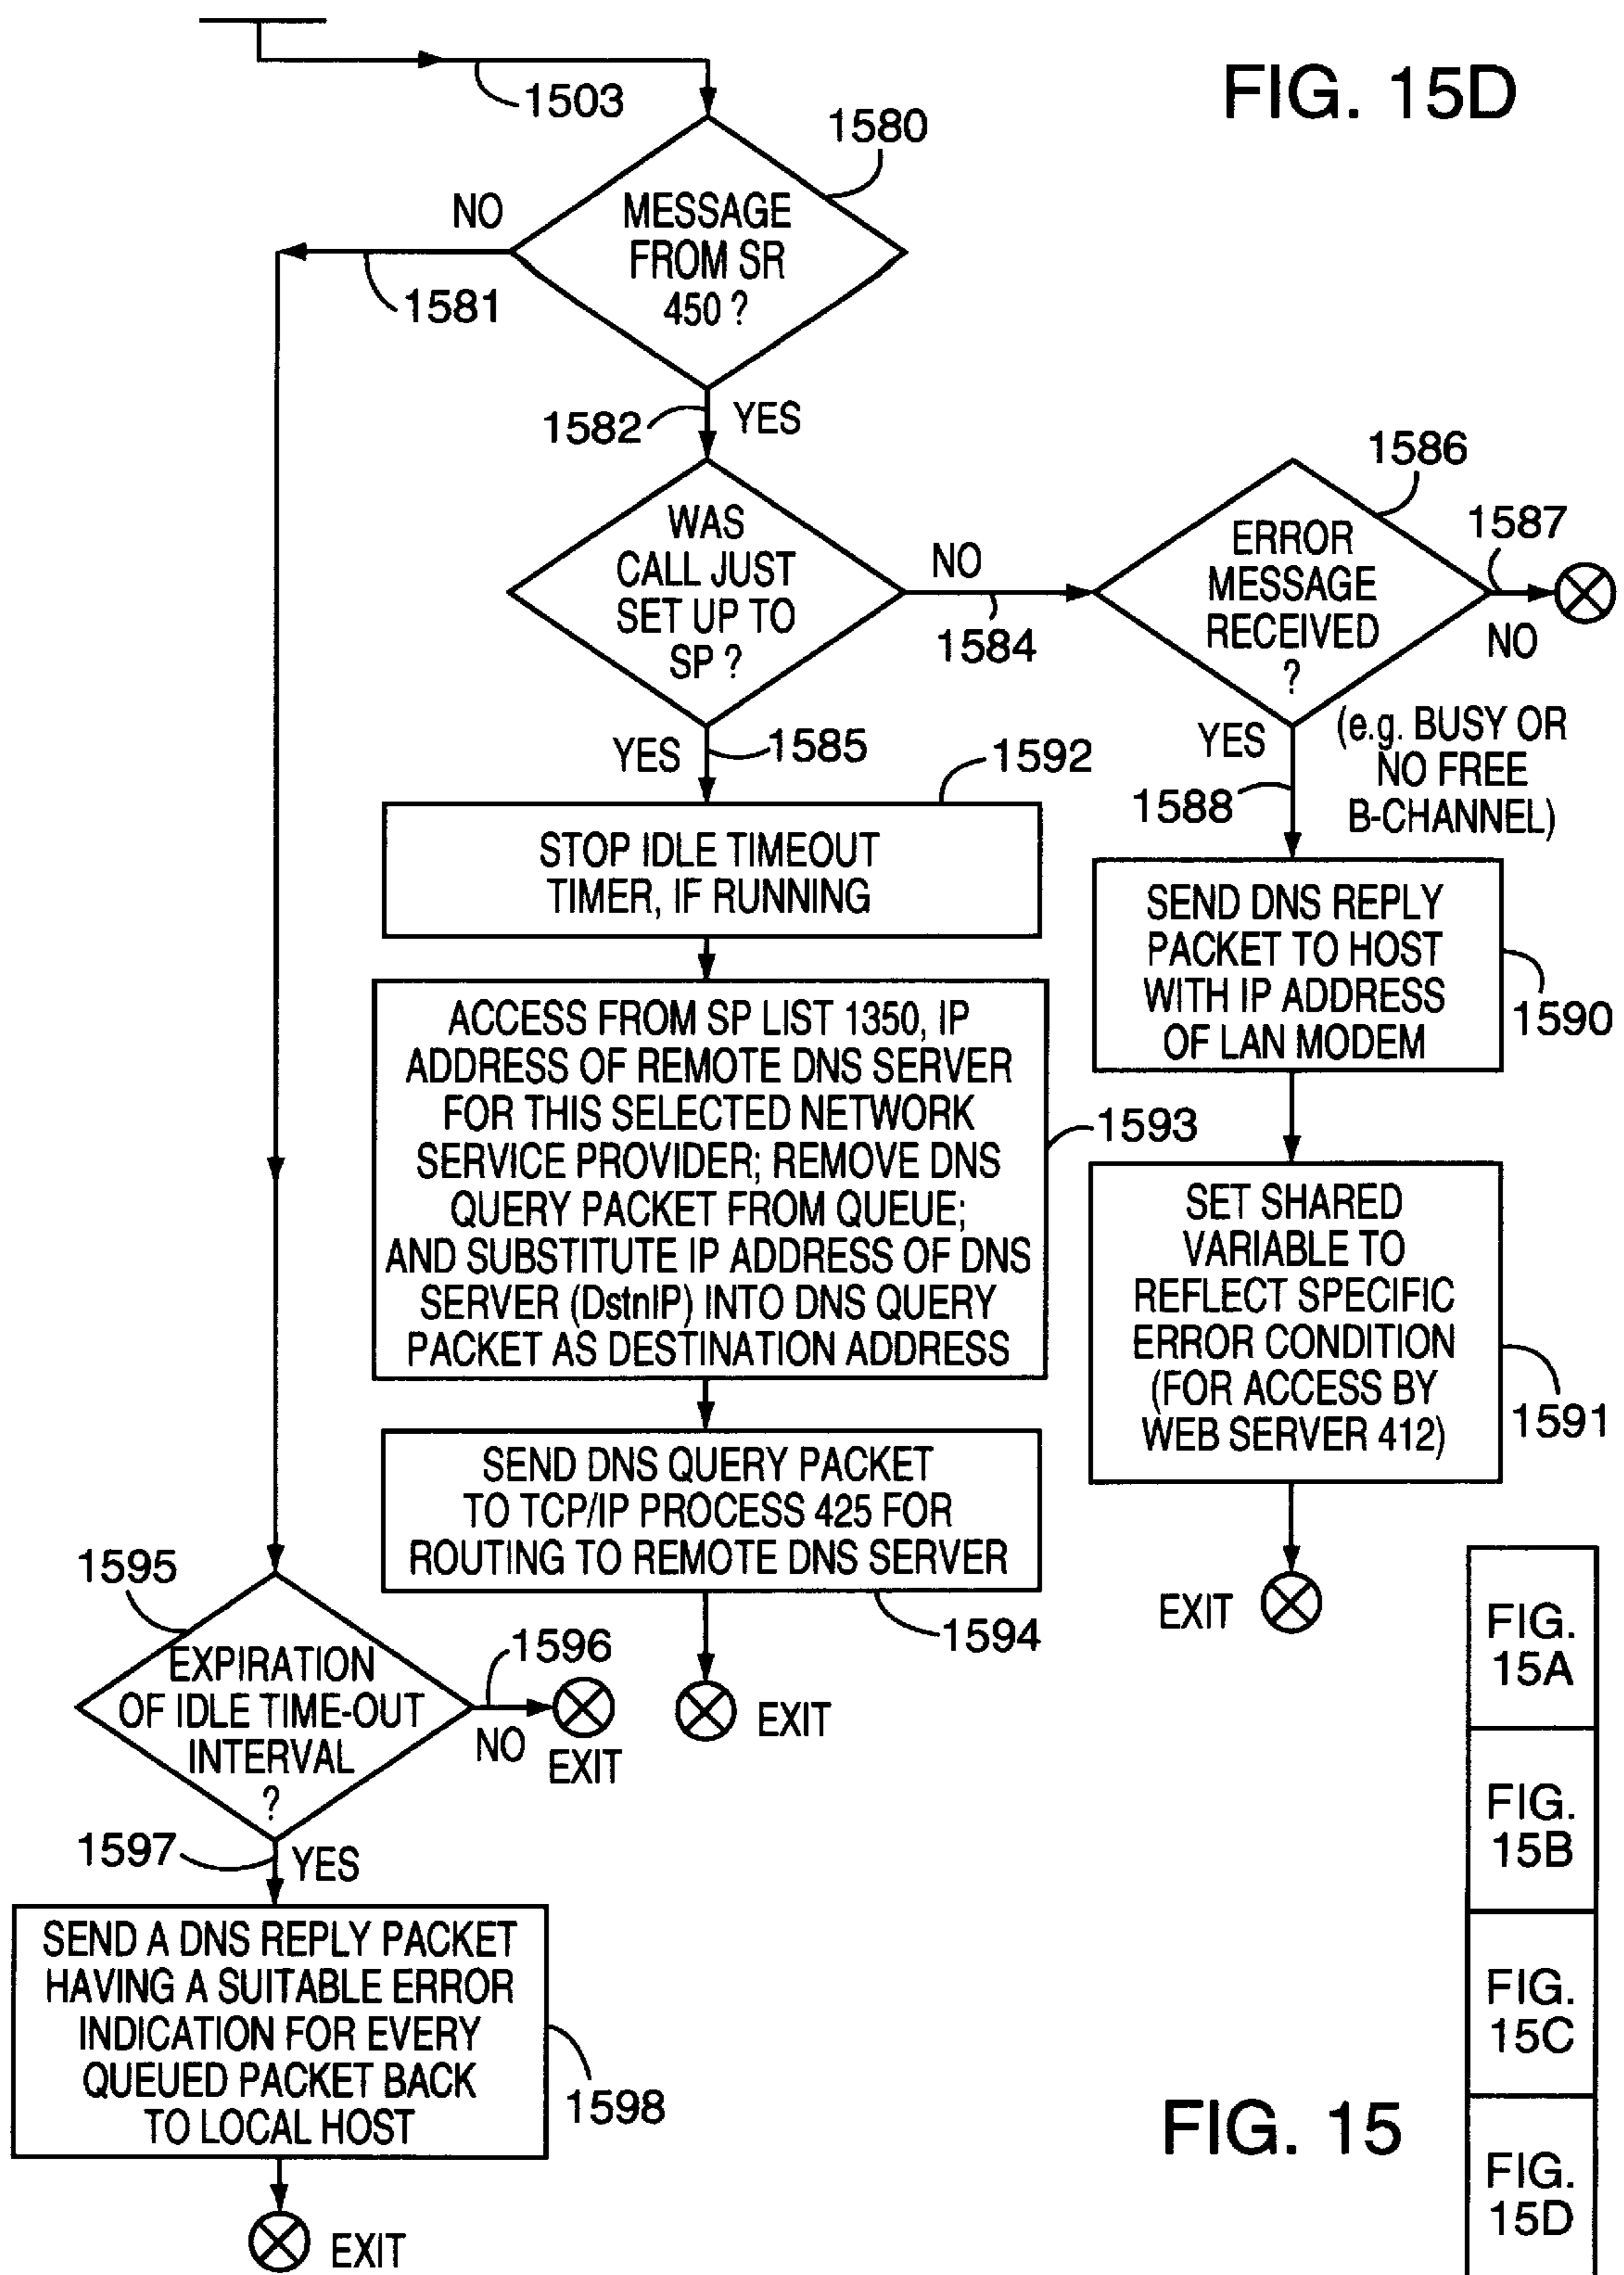 FIG. 15D
1503
1580
NO
MESSAGE
FROM SR
450 ?
1581
1582
YES
WAS
CALL JUST
SET UP TO
SP ?
NO
1584
1586
ERROR
MESSAGE
RECEIVED
?
1587
NO
YES
1585
1592
YES
1588
(e.g. BUSY OR
NO FREE
B-CHANNEL)
STOP IDLE TIMEOUT
TIMER, IF RUNNING
SEND DNS REPLY
PACKET TO HOST
WITH IP ADDRESS
OF LAN MODEM
1590
ACCESS FROM SP LIST 1350, IP
ADDRESS OF REMOTE DNS SERVER
FOR THIS SELECTED NETWORK
SERVICE PROVIDER; REMOVE DNS
QUERY PACKET FROM QUEUE;
AND SUBSTITUTE IP ADDRESS OF DNS
SERVER (DstnIP) INTO DNS QUERY
PACKET AS DESTINATION ADDRESS
1593
SET SHARED
VARIABLE TO
REFLECT SPECIFIC
ERROR CONDITION
(FOR ACCESS BY
WEB SERVER 412)
1591
SEND DNS QUERY PACKET
TO TCP/IP PROCESS 425 FOR
ROUTING TO REMOTE DNS SERVER
1594
EXIT
EXIT
1595
EXPIRATION
OF IDLE TIME-OUT
INTERVAL
?
1596
NO
EXIT
1597
YES
SEND A DNS REPLY PACKET
HAVING A SUITABLE ERROR
INDICATION FOR EVERY
QUEUED PACKET BACK
TO LOCAL HOST
1598
EXIT
FIG. 15
FIG.
15A
FIG.
15B
FIG.
15C
FIG.
15D